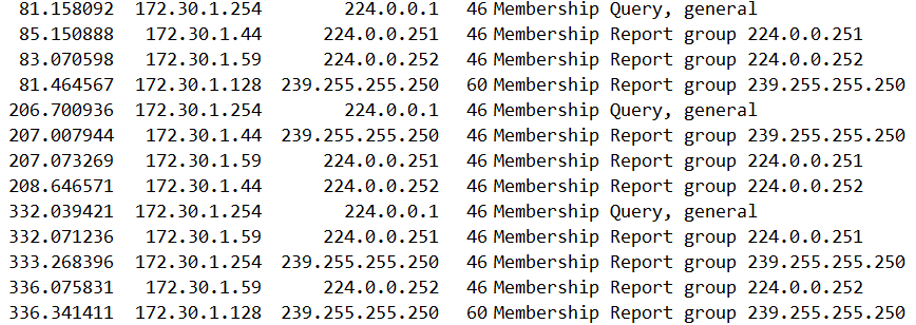 81.158092 172.30.1.254 224.0.0.1 46 Membership Query, general
85.150888 172.30.1.44 224.0.0.251 46 Membership Report group 224.0.0.251
83.070598 172.30.1.59 224.0.0.252 46 Membership Report group 224.0.0.252
81.464567 172.30.1.128 239.255.255.250 60 Membership Report group 239.255.255.250
206.700936 172.30.1.254 224.0.0.1 46 Membership Query, general
207.007944 172.30.1.44 239.255.255.250 46 Membership Report group 239.255.255.250
207.073269 172.30.1.59 224.0.0.251 46 Membership Report group 224.0.0.251
208.646571 172.30.1.44 224.0.0.252 46 Membership Report group 224.0.0.252
332.039421 172.30.1.254 224.0.0.1 46 Membership Query, general
332.071236 172.30.1.59 224.0.0.251 46 Membership Report group 224.0.0.251
333.268396 172.30.1.254 239.255.255.250 46 Membership Report group 239.255.255.250
336.075831 172.30.1.59 224.0.0.252 46 Membership Report group 224.0.0.252
336.341411 172.30.1.128 239.255.255.250 60 Membership Report group 239.255.255.250